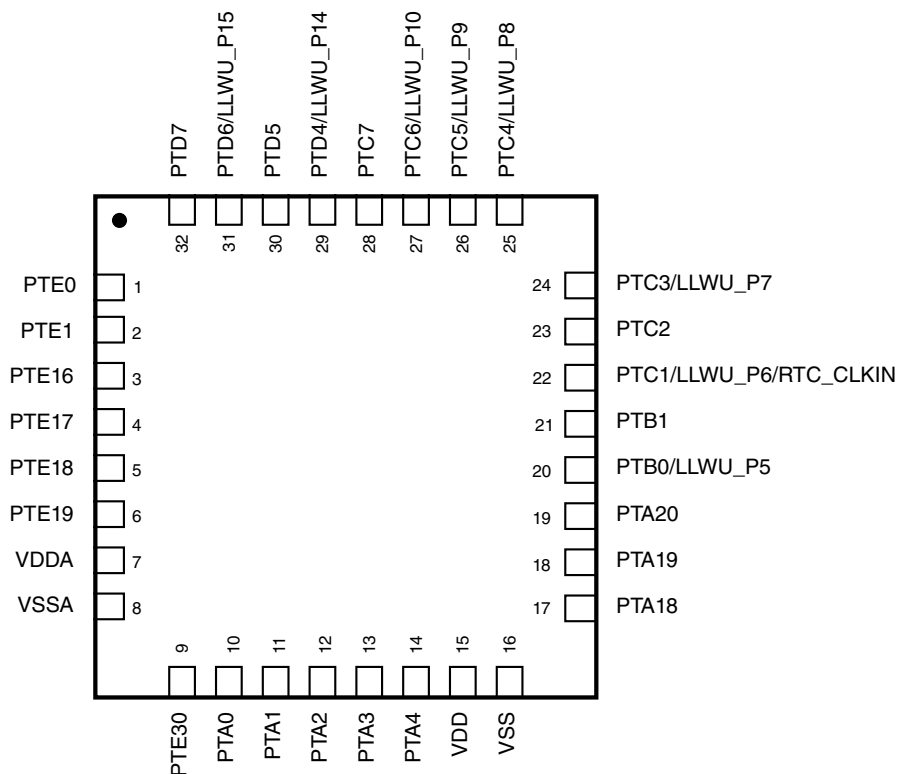 PTD7
PTD6/LLWU_P15
PTD5
PTD4/LLWU_P14
PTC7
PTC6/LLWU_P10
PTC5/LLWU_P9
PTC4/LLWU_P8
32
31
30
29
28
27
26
25
PTE0 1
PTE1 2
PTE16 3
PTE17 4
PTE18 5
PTE19 6
VDDA 7
VSSA 8
24 PTC3/LLWU_P7
23 PTC2
22 PTC1/LLWU_P6/RTC_CLKIN
21 PTB1
20 PTB0/LLWU_P5
19 PTA20
18 PTA19
17 PTA18
9
10
11
12
13
14
15
16
PTE30
PTA0
PTA1
PTA2
PTA3
PTA4
VDD
VSS